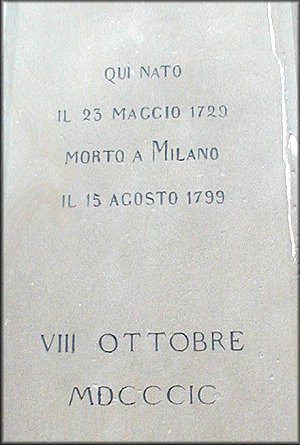 QUI NATO
IL 23 MAGGIO 1729
MORTO A MILANO
IL 15 AGOSTO 1799
VIII OTTOBRE
MDCCCIC